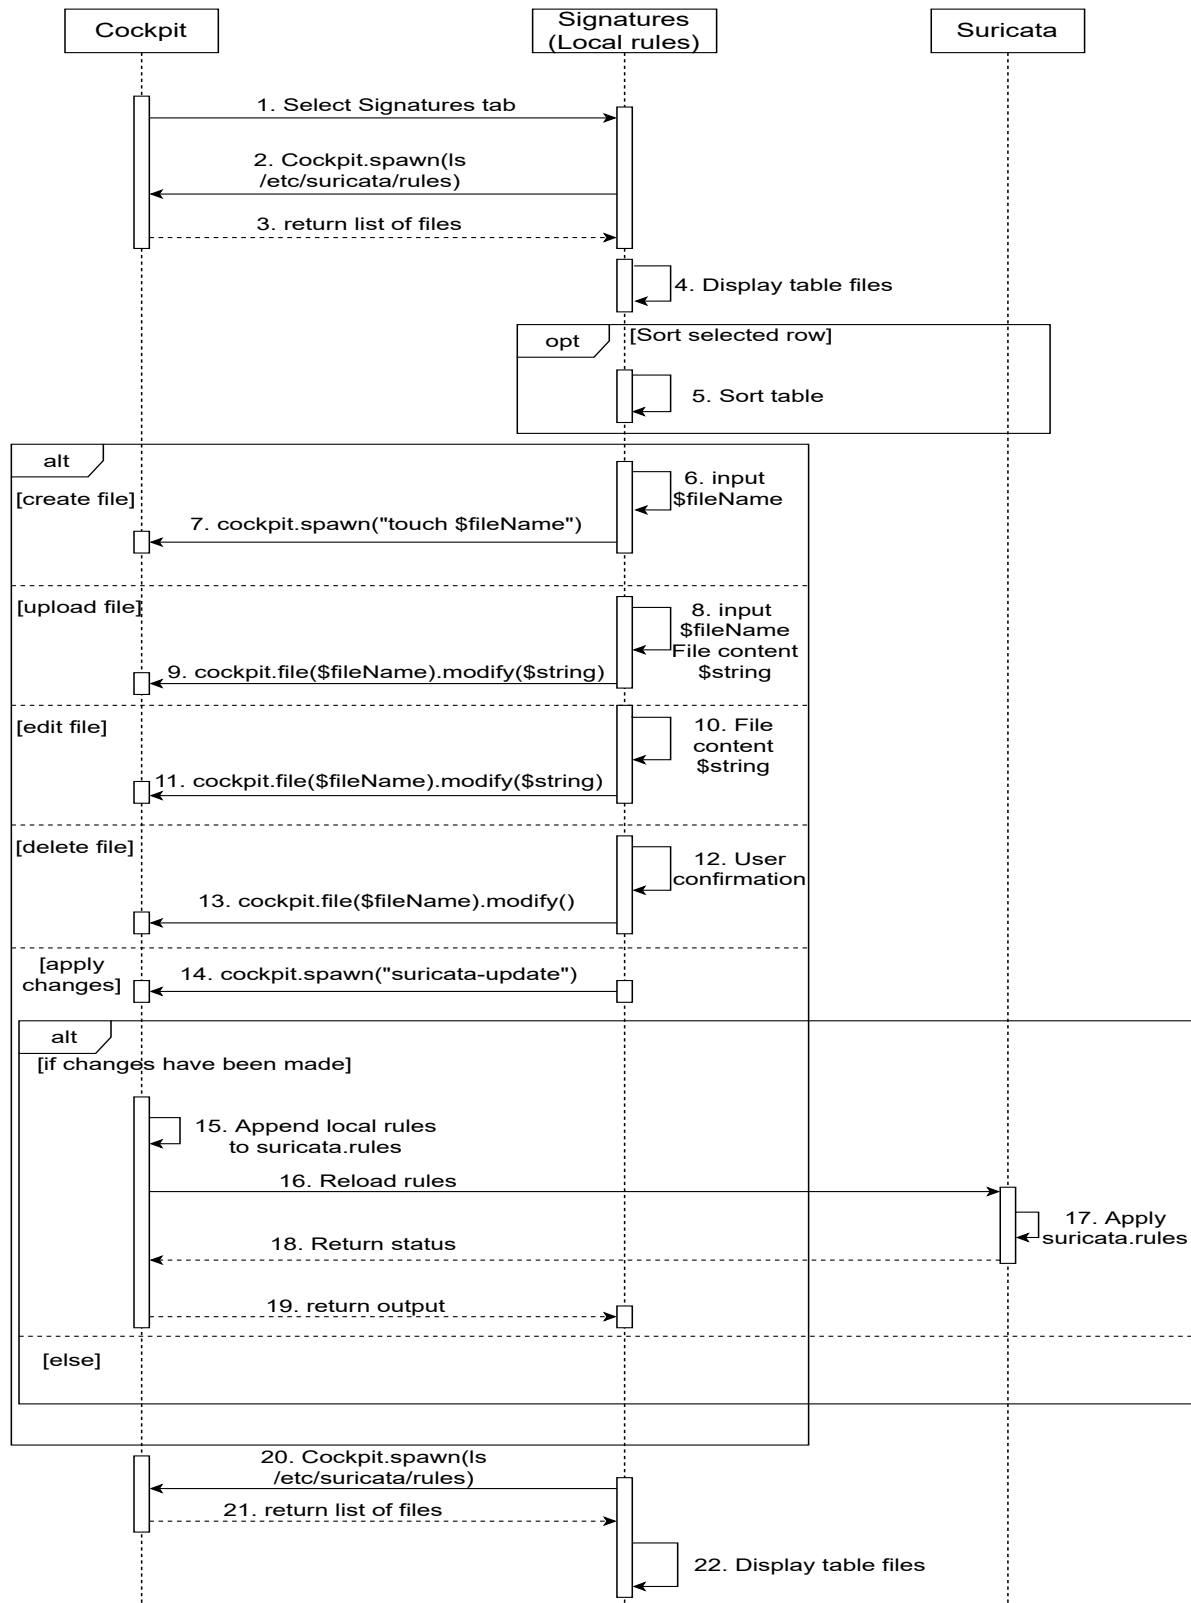 Cockpit
Signatures
(Local rules)
Suricata
1. Select Signatures tab
2. Cockpit.spawn(ls
/etc/suricata/rules)
3. return list of files
4. Display table files
opt
[Sort selected row]
5. Sort table
alt
[create file]
6. input
$fileName
7. cockpit.spawn("touch $fileName")
[upload file]
8. input
$fileName
File content
$string
9. cockpit.file($fileName).modify($string)
[edit file]
10. File
content
$string
11. cockpit.file($fileName).modify($string)
[delete file]
12. User
confirmation
13. cockpit.file($fileName).modify()
[apply
changes]
14. cockpit.spawn("suricata-update")
alt
[if changes have been made]
15. Append local rules
to suricata.rules
16. Reload rules
17. Apply
suricata.rules
18. Return status
19. return output
[else]
20. Cockpit.spawn(ls
/etc/suricata/rules)
21. return list of files
22. Display table files